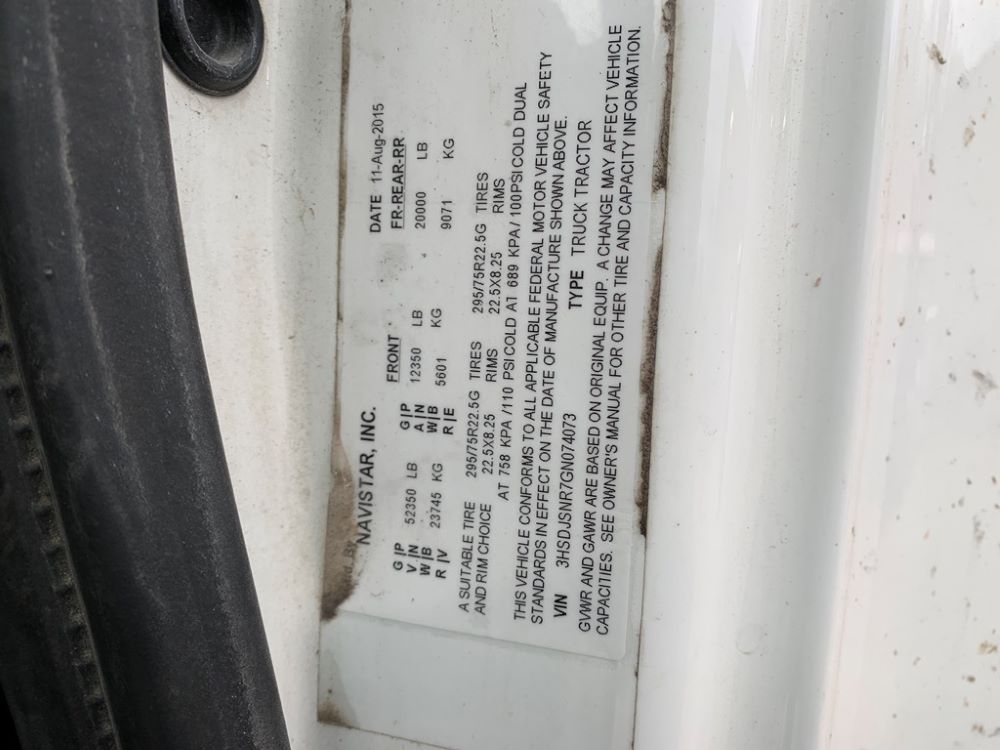 NAVISTAR, INC. DATE 11-Aug-2015
G|P FRONT FR-REAR-RR
V|N 52350 LB G|P 12350 LB 20000 LB
W|B 23745 KG A|N 5601 KG 9071 KG
R|V W|B
R|E
A SUITABLE TIRE 295/75R22.5G TIRES 295/75R22.5G TIRES
AND RIM CHOICE 22.5X8.25 RIMS 22.5X8.25 RIMS
AT 758 KPA /110 PSI COLD AT 689 KPA/ 100PSI COLD DUAL
THIS VEHICLE CONFORMS TO ALL APPLICABLE FEDERAL MOTOR VEHICLE SAFETY
STANDARDS IN EFFECT ON THE DATE OF MANUFACTURE SHOWN ABOVE.
VIN 3HSDJSNR7GN074073 TYPE TRUCK TRACTOR
GVWR AND GAWR ARE BASED ON ORIGINAL EQUIP. A CHANGE MAY AFFECT VEHICLE
CAPACITIES. SEE OWNER'S MANUAL FOR OTHER TIRE AND CAPACITY INFORMATION.